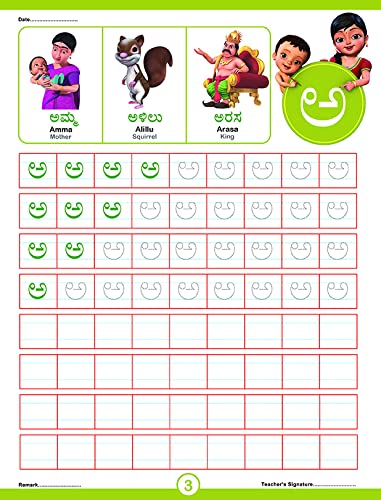 Date........................
ಅಮ್ಮ
Amma
Mother
ಅಳಿಲು
Alillu
Squirrel
ಅರಸ
Arasa
King
ಅ
ಅ ಅ ಅ ಅ ಅ ಅ ಅ ಅ ಅ
ಅ ಅ ಅ ಅ ಅ ಅ ಅ ಅ ಅ
ಅ ಅ ಅ ಅ ಅ ಅ ಅ ಅ ಅ
ಅ ಅ ಅ ಅ ಅ ಅ ಅ ಅ ಅ
Remark.....................
3
Teacher's Signature.....................